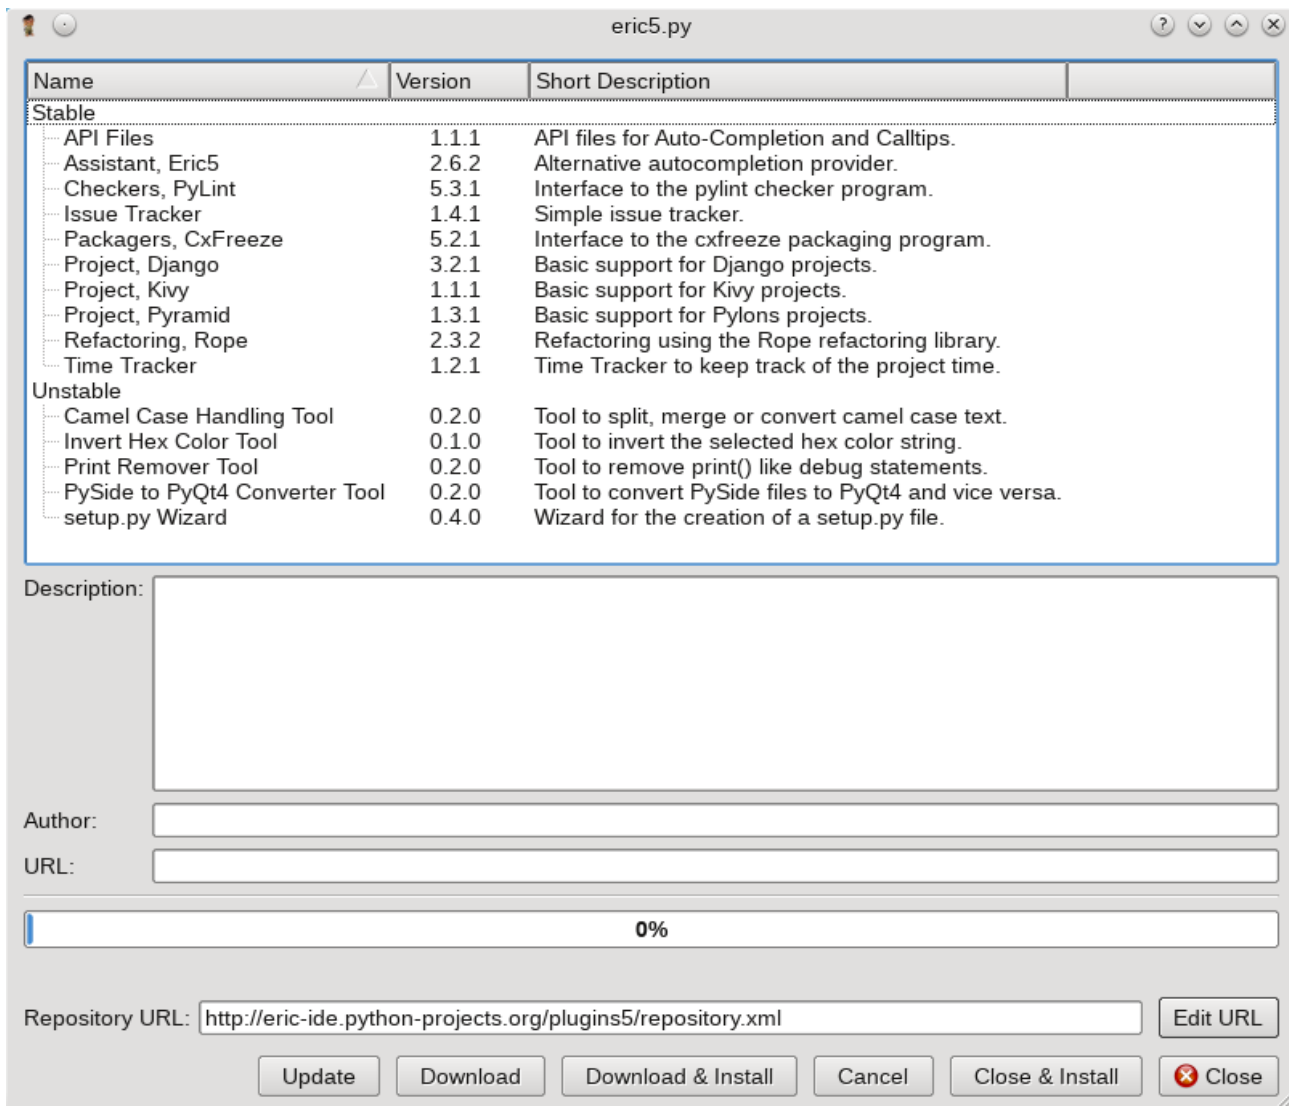 eric5.py
Name Version Short Description
Stable
API Files 1.1.1 API files for Auto-Completion and Calltips.
Assistant, Eric5 2.6.2 Alternative autocompletion provider.
Checkers, PyLint 5.3.1 Interface to the pylint checker program.
Issue Tracker 1.4.1 Simple issue tracker.
Packagers, CxFreeze 5.2.1 Interface to the cxfreeze packaging program.
Project, Django 3.2.1 Basic support for Django projects.
Project, Kivy 1.1.1 Basic support for Kivy projects.
Project, Pyramid 1.3.1 Basic support for Pylons projects.
Refactoring, Rope 2.3.2 Refactoring using the Rope refactoring library.
Time Tracker 1.2.1 Time Tracker to keep track of the project time.
Unstable
Camel Case Handling Tool 0.2.0 Tool to split, merge or convert camel case text.
Invert Hex Color Tool 0.1.0 Tool to invert the selected hex color string.
Print Remover Tool 0.2.0 Tool to remove print() like debug statements.
PySide to PyQt4 Converter Tool 0.2.0 Tool to convert PySide files to PyQt4 and vice versa.
setup.py Wizard 0.4.0 Wizard for the creation of a setup.py file.
Description:
Author:
URL:
0%
Repository URL: http://eric-ide.python-projects.org/plugins5/repository.xml Edit URL
Update Download Download & Install Cancel Close & Install Close